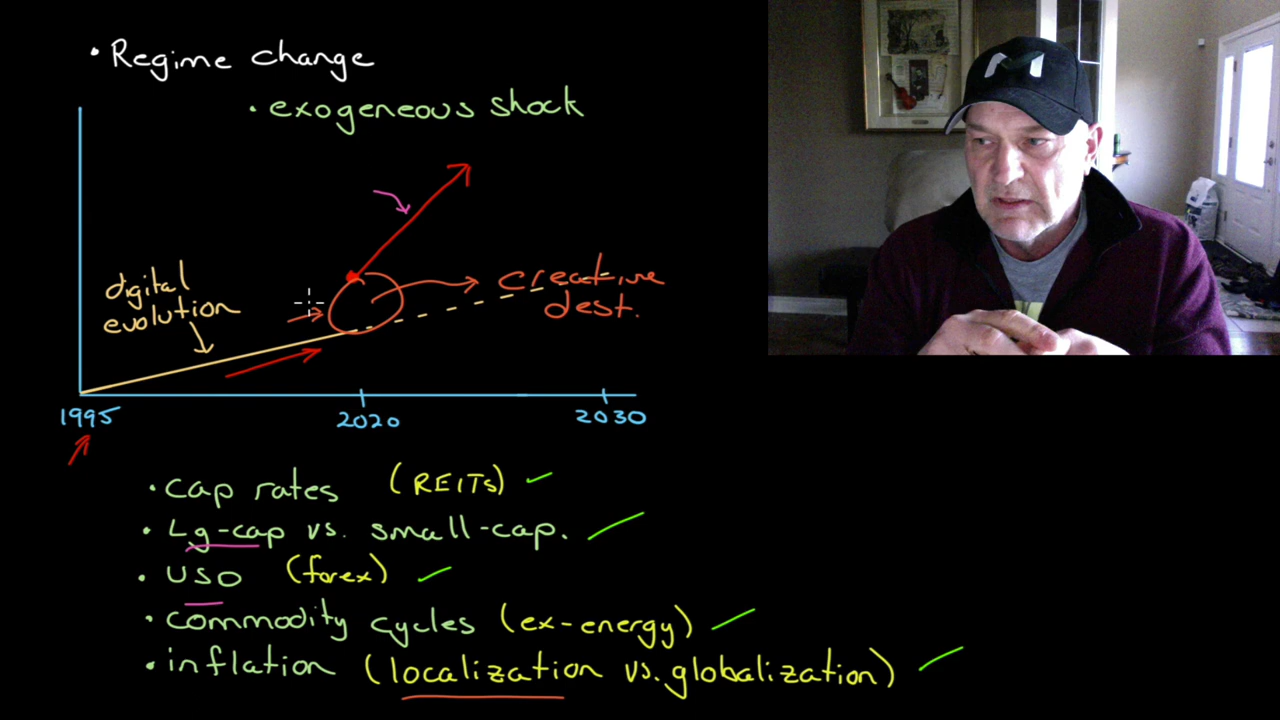 • Regime change
• exogeneous shock
digital
evolution
creative
dest.
1995
2020
2030
• cap rates (REITs)
• Lg-cap vs. small-cap.
• USD (forex)
• commodity cycles (ex-energy)
• inflation (localization vs. globalization)